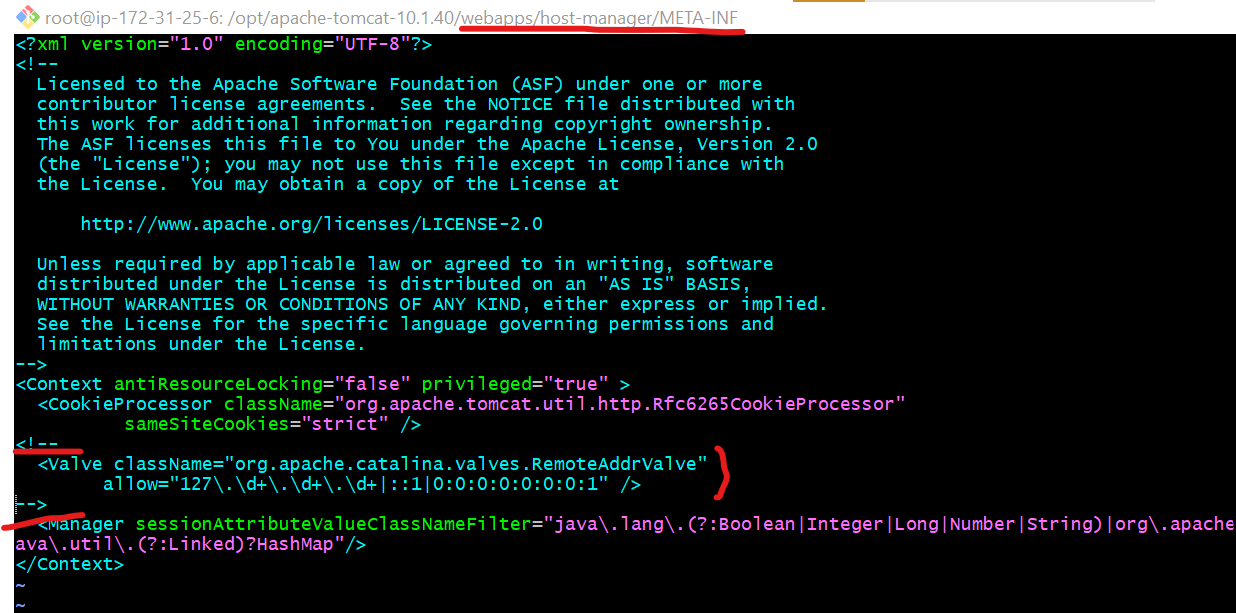 root@ip-172-31-25-6: /opt/apache-tomcat-10.1.40/webapps/host-manager/META-INF
<?xml version="1.0" encoding="UTF-8"?>
<!--
  Licensed to the Apache Software Foundation (ASF) under one or more
  contributor license agreements.  See the NOTICE file distributed with
  this work for additional information regarding copyright ownership.
  The ASF licenses this file to You under the Apache License, Version 2.0
  (the "License"); you may not use this file except in compliance with
  the License.  You may obtain a copy of the License at

      http://www.apache.org/licenses/LICENSE-2.0

  Unless required by applicable law or agreed to in writing, software
  distributed under the License is distributed on an "AS IS" BASIS,
  WITHOUT WARRANTIES OR CONDITIONS OF ANY KIND, either express or implied.
  See the License for the specific language governing permissions and
  limitations under the License.
-->
<Context antiResourceLocking="false" privileged="true" >
  <CookieProcessor className="org.apache.tomcat.util.http.Rfc6265CookieProcessor"
          sameSiteCookies="strict" />
<!--
  <Valve className="org.apache.catalina.valves.RemoteAddrValve"
        allow="127\.\d+\.\d+\.\d+|::1|0:0:0:0:0:0:0:1" />
-->
  <Manager sessionAttributeValueClassNameFilter="java\.lang\.(?:Boolean|Integer|Long|Number|String)|org\.apache
ava\.util\.(?:Linked)?HashMap"/>
</Context>
~
~